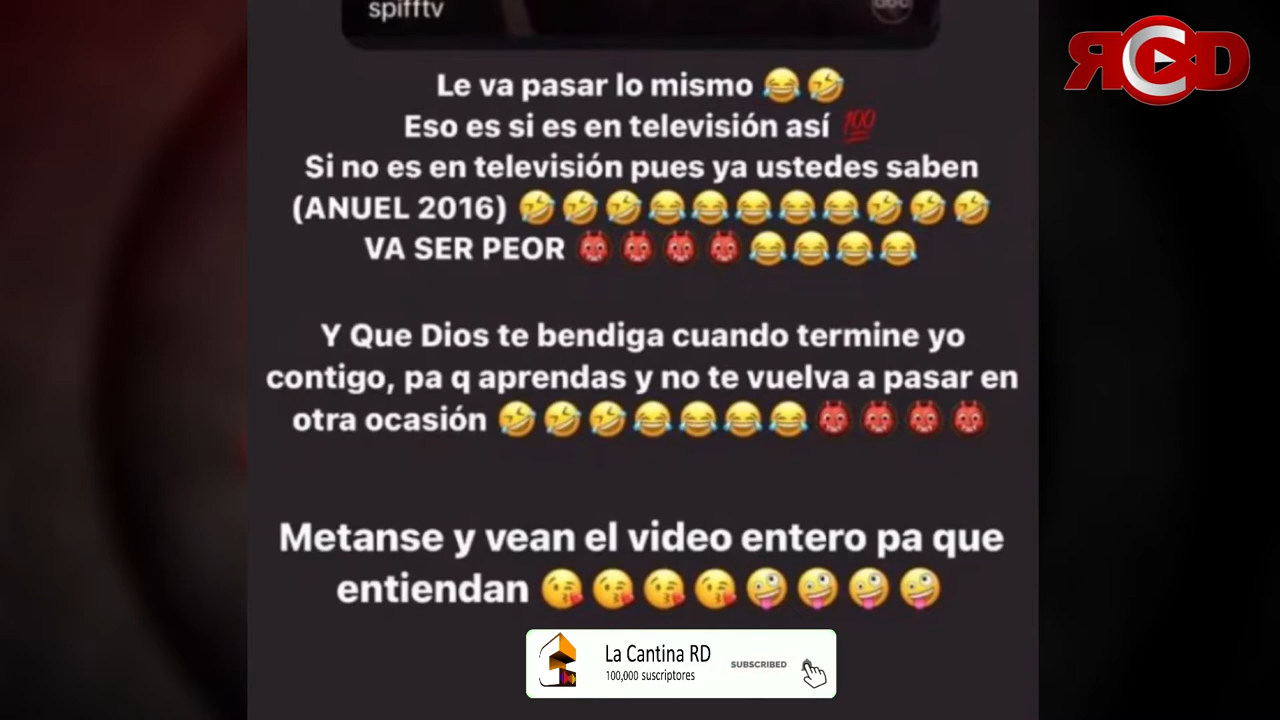 spifftv
abc
RCD
Le va pasar lo mismo 😂🤣
Eso es si es en televisión así 💯
Si no es en televisión pues ya ustedes saben
(ANUEL 2016) 🤣🤣🤣😂😂😂😂😂🤣🤣🤣
VA SER PEOR 👹👹👹👹😂😂😂😂
Y Que Dios te bendiga cuando termine yo
contigo, pa q aprendas y no te vuelva a pasar en
otra ocasión 🤣🤣🤣😂😂😂😂👹👹👹👹
Metanse y vean el video entero pa que
entiendan 😘😘😘😘🤪🤪🤪🤪
La Cantina RD
100,000 suscriptores
SUBSCRIBED